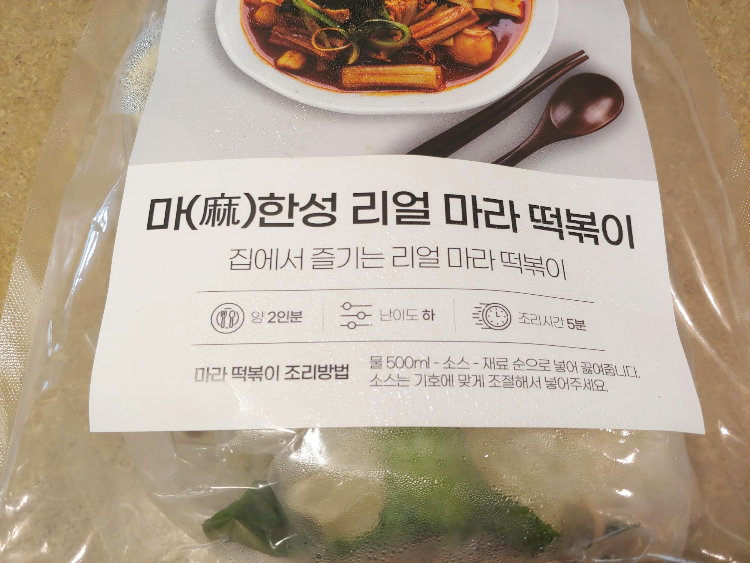 마(麻)한성 리얼 마라 떡볶이
집에서 즐기는 리얼 마라 떡볶이
양 2인분
난이도 하
조리시간 5분
마라 떡볶이 조리방법
물 500ml - 소스 - 재료 순으로 넣어 끓여줍니다.
소스는 기호에 맞게 조절해서 넣어주세요.